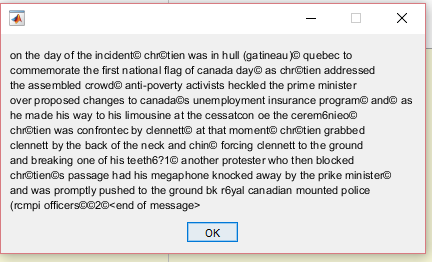 on the day of the incident© chr©tien was in hull (gatineau)© quebec to
commemorate the first national flag of canada day© as chr©tien addressed
the assembled crowd© anti-poverty activists heckled the prime minister
over proposed changes to canada©s unemployment insurance program© and© as
he made his way to his limousine at the cessatcon oe the cerem6nieo©
chr©tien was confrontec by clennett© at that moment© chr©tien grabbed
clennett by the back of the neck and chin© forcing clennett to the ground
and breaking one of his teeth6?1© another protester who then blocked
chr©tien©s passage had his megaphone knocked away by the prike minister©
and was promptly pushed to the ground bk r6yal canadian mounted police
(rcmpi officers©©2©<end of message>
OK